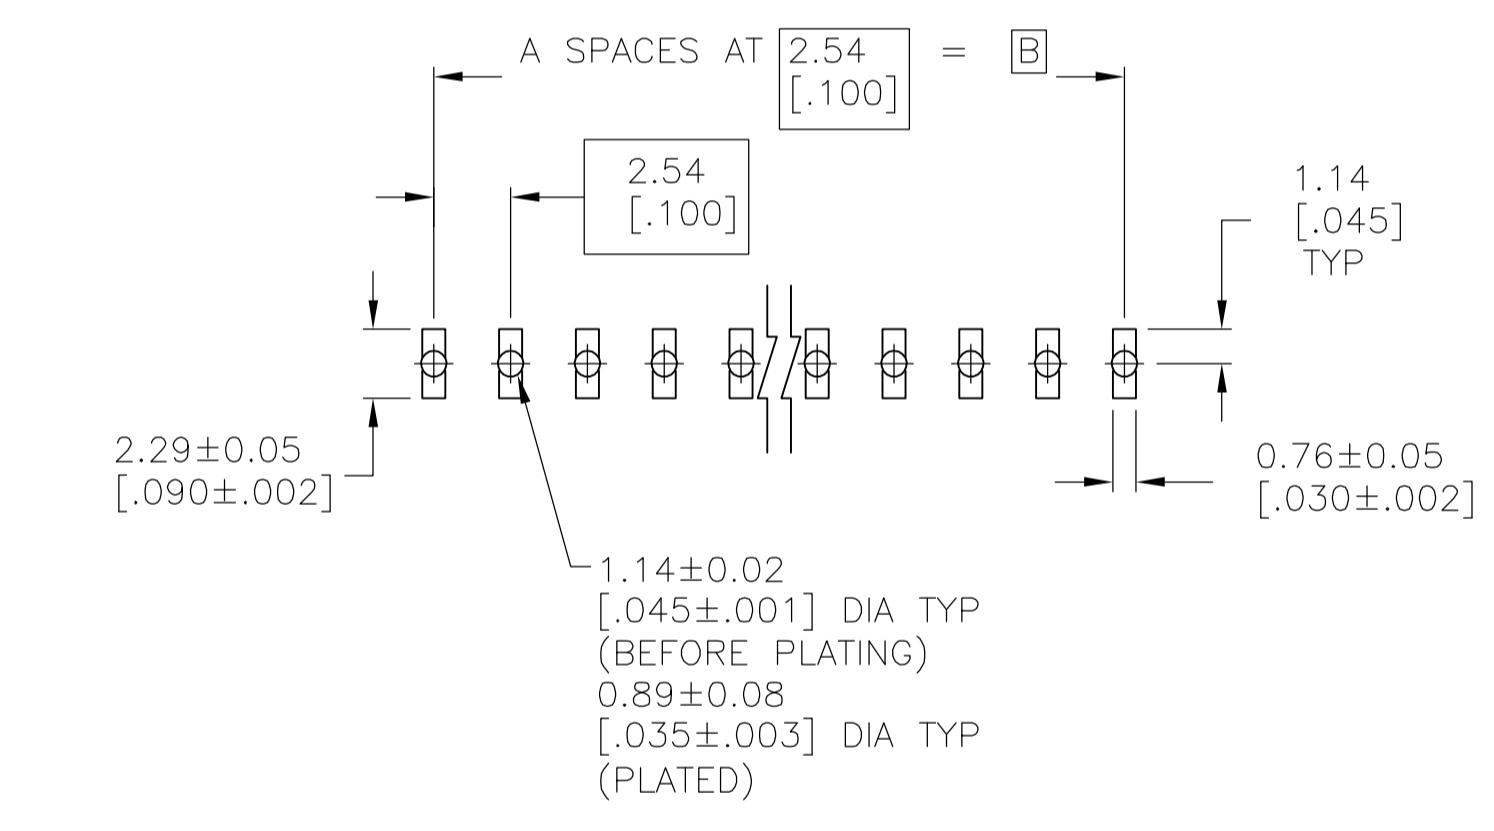 A SPACES AT 2.54 = B
[.100]
2.54
[.100]
1.14
[.045]
TYP
2.29±0.05
[.090±.002]
0.76±0.05
[.030±.002]
1.14±0.02
[.045±.001] DIA TYP
(BEFORE PLATING)
0.89±0.08
[.035±.003] DIA TYP
(PLATED)